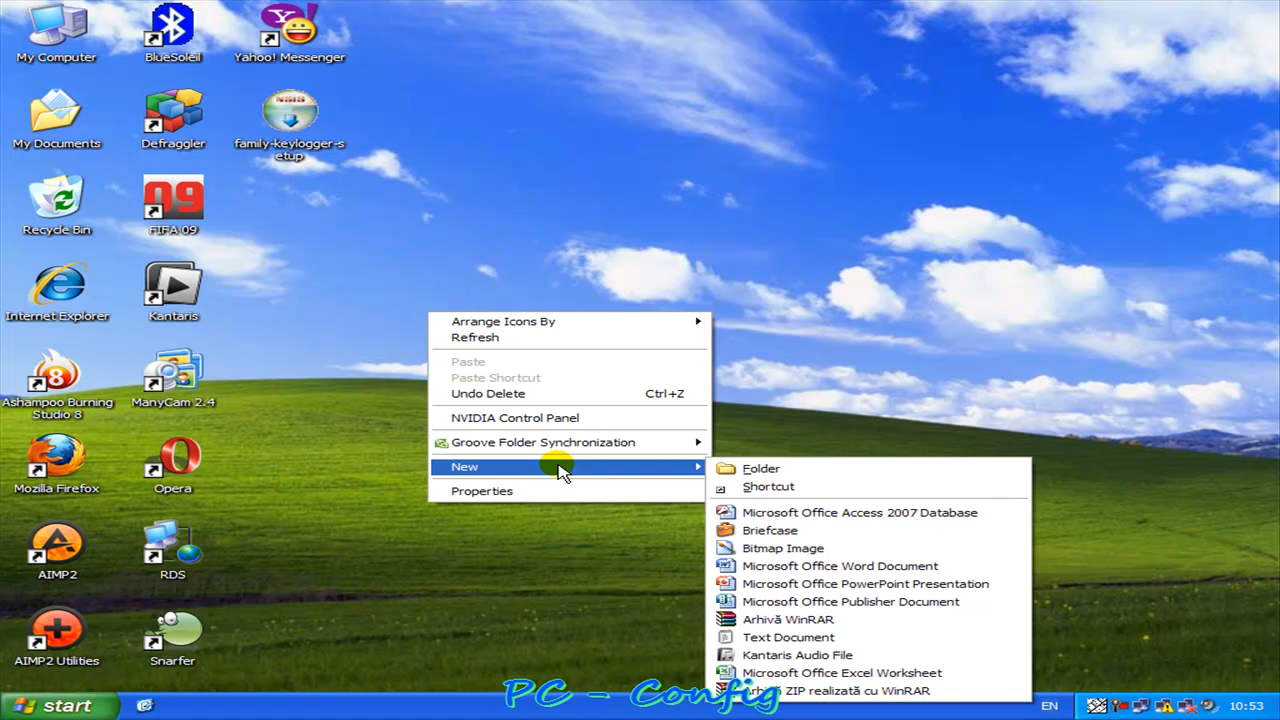 My Computer
BlueSoleil
Yahoo! Messenger
My Documents
Defraggler
NSIS
family-keylogger-s
etup
Recycle Bin
09
FIFA 09
Internet Explorer
Kantaris
8
Ashampoo Burning
Studio 8
ManyCam 2.4
Mozilla Firefox
Opera
AIMP2
RDS
AIMP2 Utilities
Snarfer
Arrange Icons By
Refresh
Paste
Paste Shortcut
Undo Delete Ctrl+Z
NVIDIA Control Panel
Groove Folder Synchronization
New
Properties
Folder
Shortcut
Microsoft Office Access 2007 Database
Briefcase
Bitmap Image
Microsoft Office Word Document
Microsoft Office PowerPoint Presentation
Microsoft Office Publisher Document
Arhivă WinRAR
Text Document
Kantaris Audio File
Microsoft Office Excel Worksheet
Arhivă ZIP realizată cu WinRAR
PC - Config
start
EN
10:53